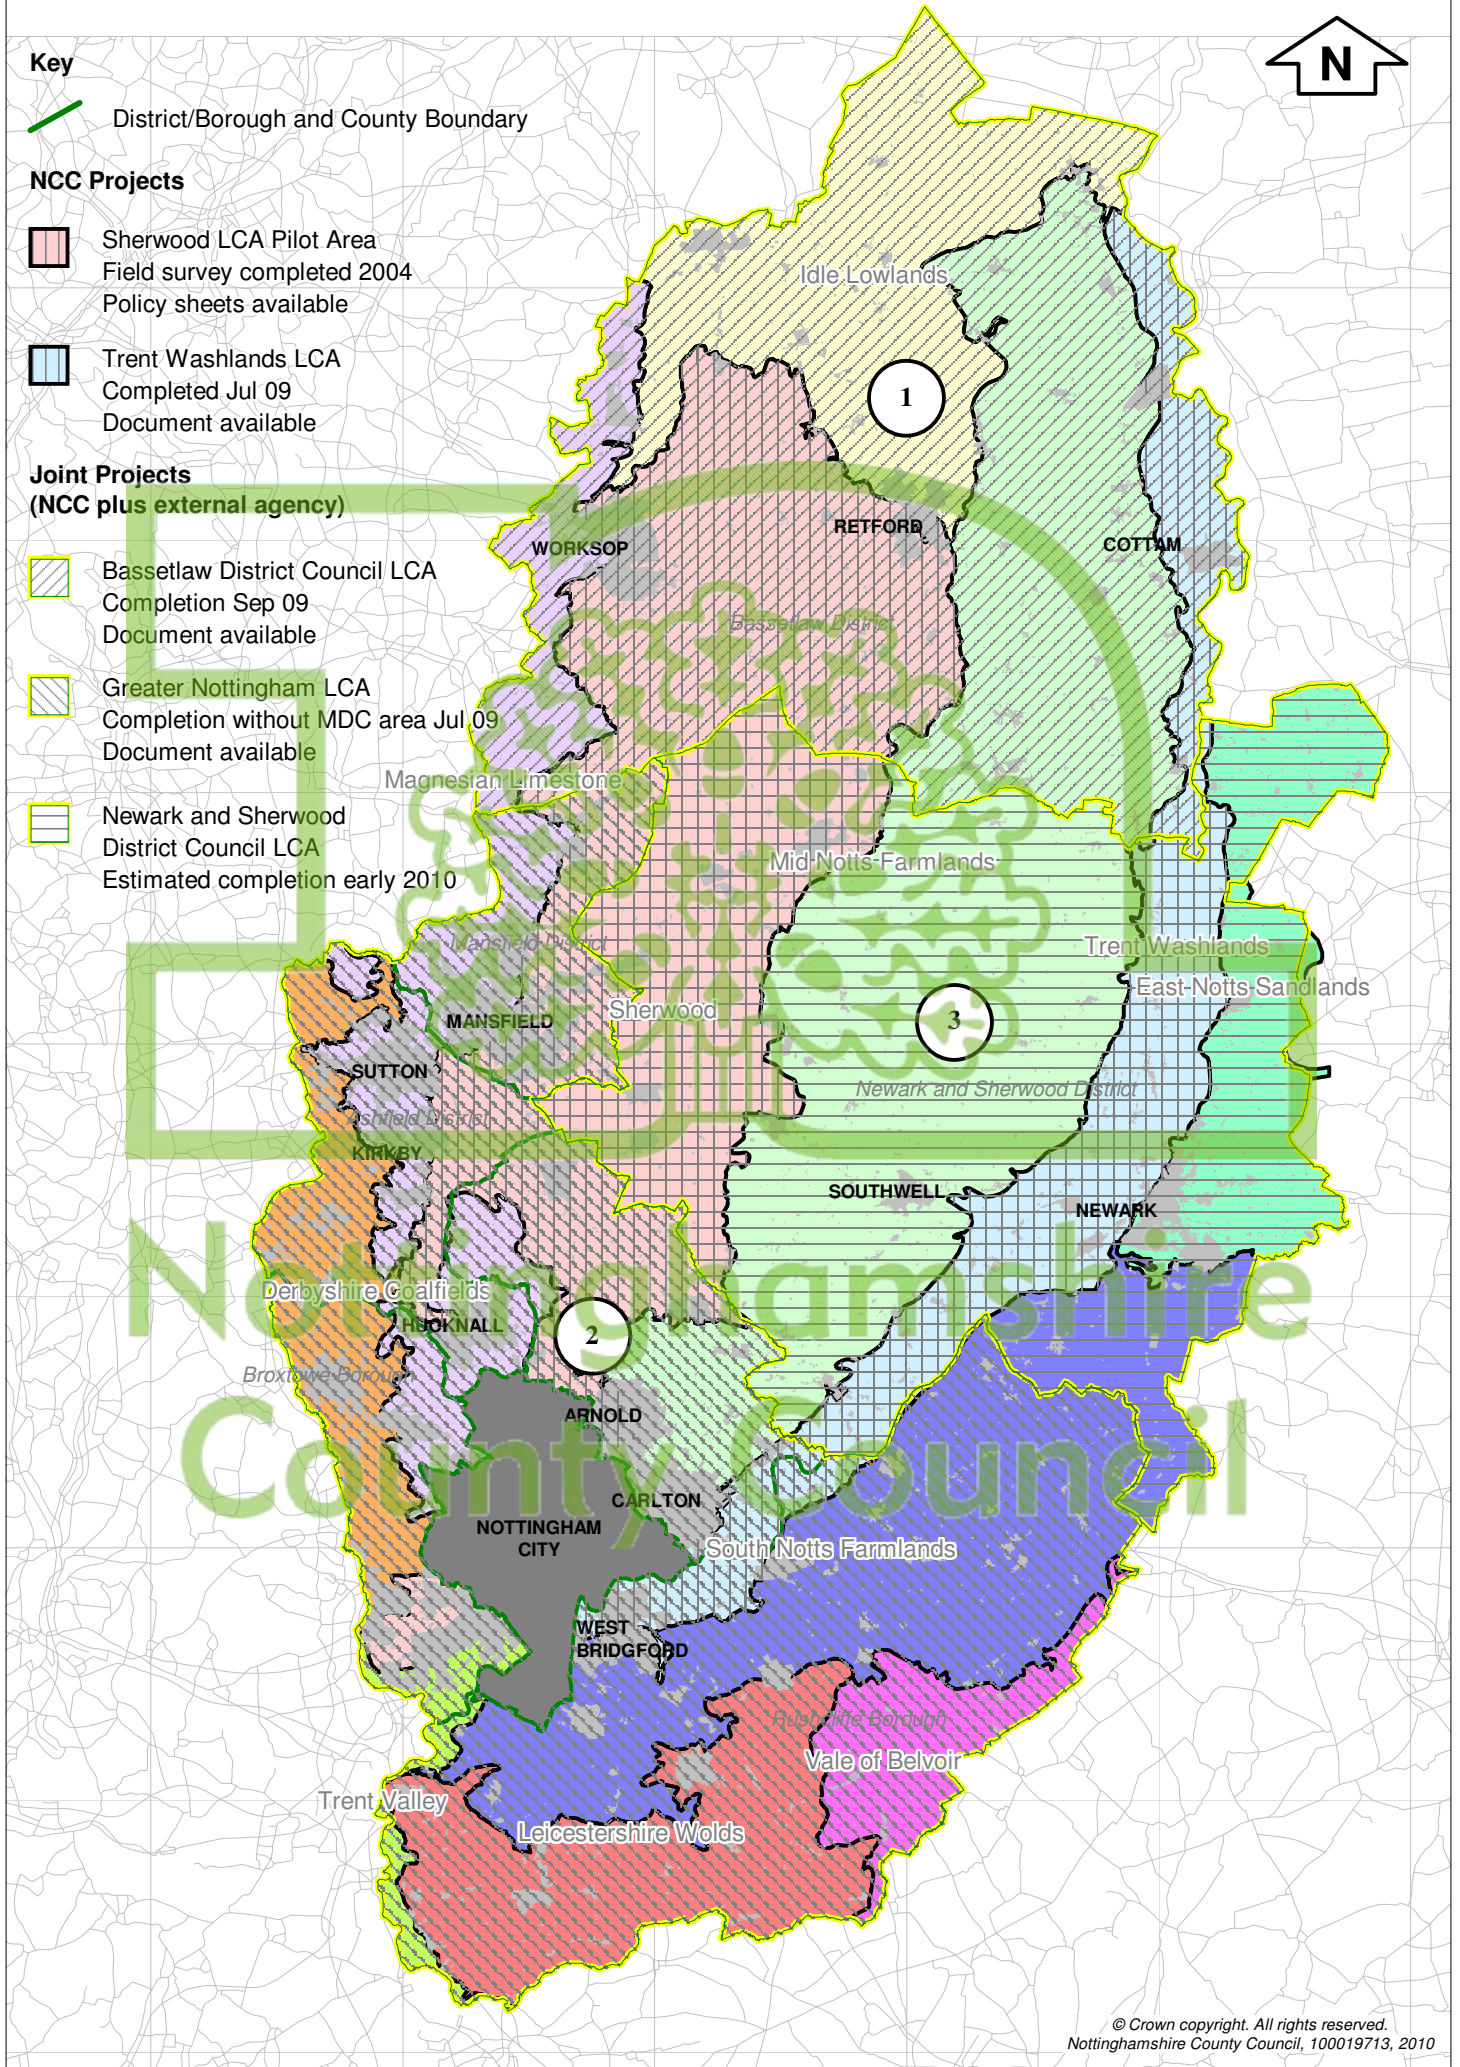 Key
District/Borough and County Boundary
NCC Projects
Sherwood LCA Pilot Area
Field survey completed 2004
Policy sheets available
Trent Washlands LCA
Completed Jul 09
Document available
Joint Projects
(NCC plus external agency)
Bassetlaw District Council LCA
Completion Sep 09
Document available
Greater Nottingham LCA
Completion without MDC area Jul 09
Document available
Newark and Sherwood
District Council LCA
Estimated completion early 2010
N
Idle Lowlands
1
RETFORD
WORKSOP
COTTAM
Bassetlaw District
Magnesian Limestone
Mid Notts Farmlands
Mansfield District
Trent Washlands
East Notts Sandlands
Sherwood
MANSFIELD
3
SUTTON
Newark and Sherwood District
Ashfield District
KIRKBY
SOUTHWELL
NEWARK
Nottinghamshire
County Council
Derbyshire Coalfields
HUCKNALL
2
Broxtowe Borough
ARNOLD
CARLTON
NOTTINGHAM
CITY
South Notts Farmlands
WEST
BRIDGFORD
Rushcliffe Borough
Vale of Belvoir
Trent Valley
Leicestershire Wolds
© Crown copyright. All rights reserved.
Nottinghamshire County Council, 100019713, 2010